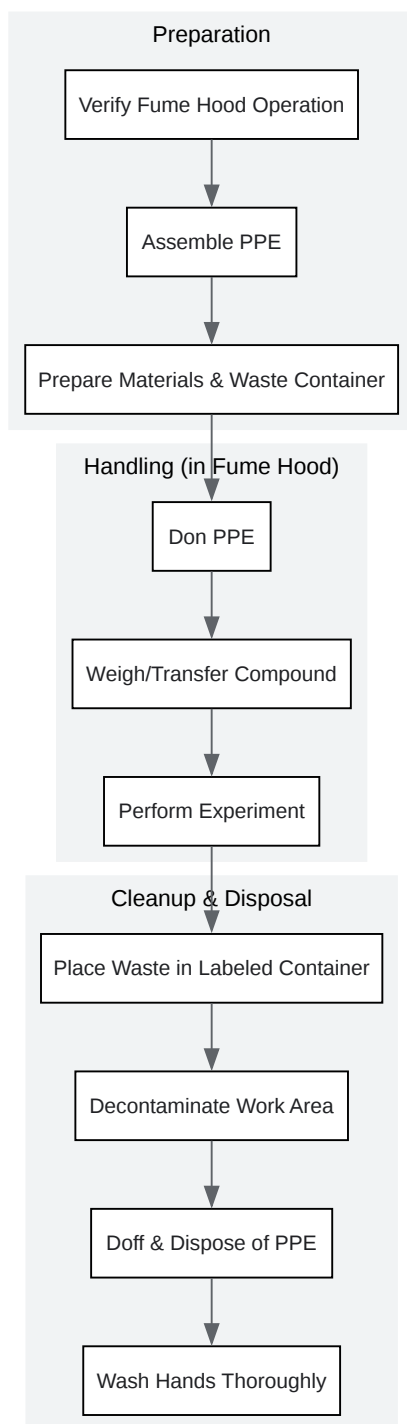 Preparation
Verify Fume Hood Operation
Assemble PPE
Prepare Materials & Waste Container
Handling (in Fume Hood)
Don PPE
Weigh/Transfer Compound
Perform Experiment
Cleanup & Disposal
Place Waste in Labeled Container
Decontaminate Work Area
Doff & Dispose of PPE
Wash Hands Thoroughly